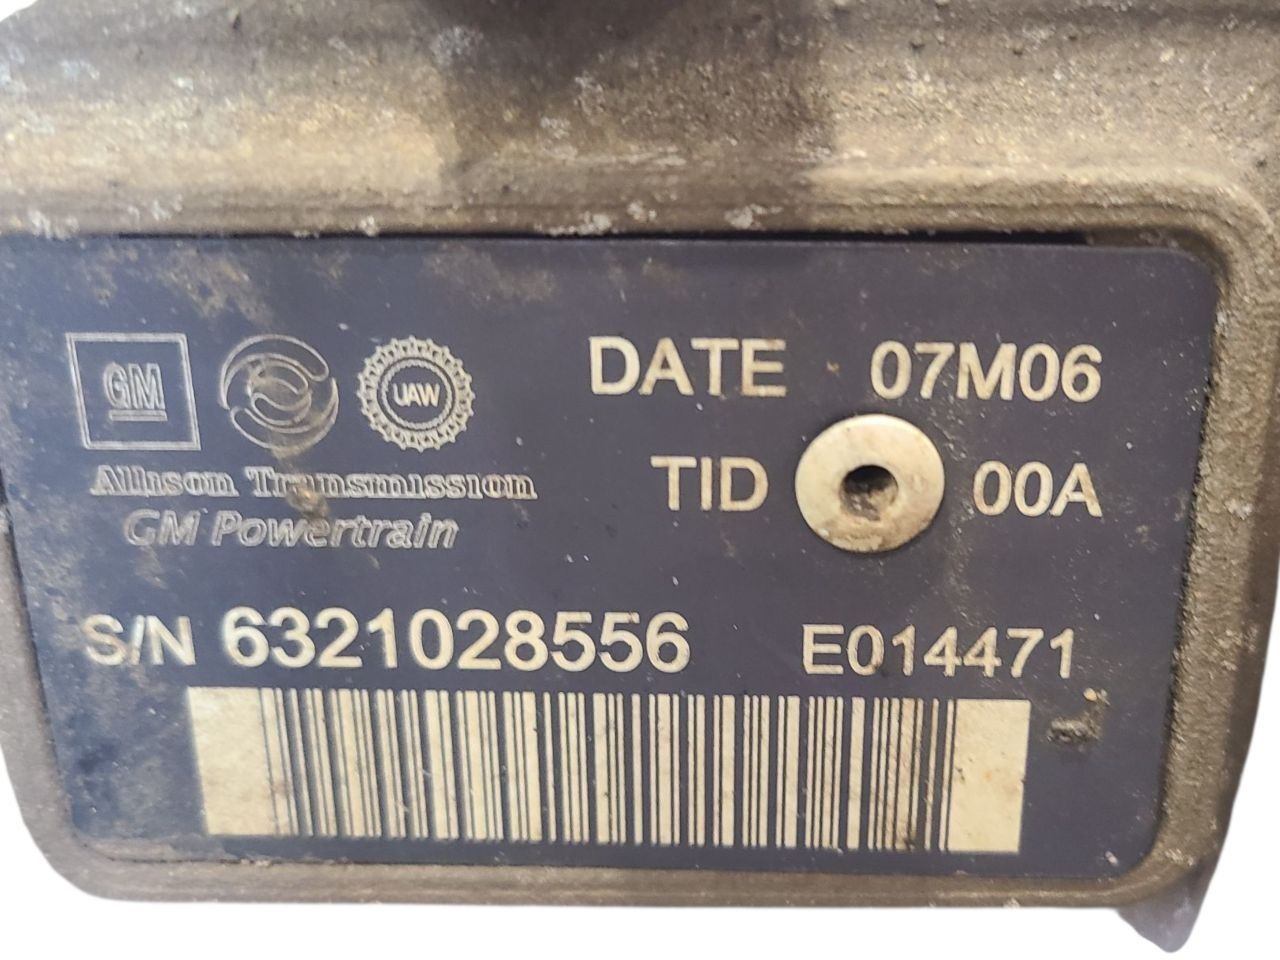 GM UAW DATE 07M06
Allison Transmission TID 00A
GM Powertrain
S/N 6321028556 E014471